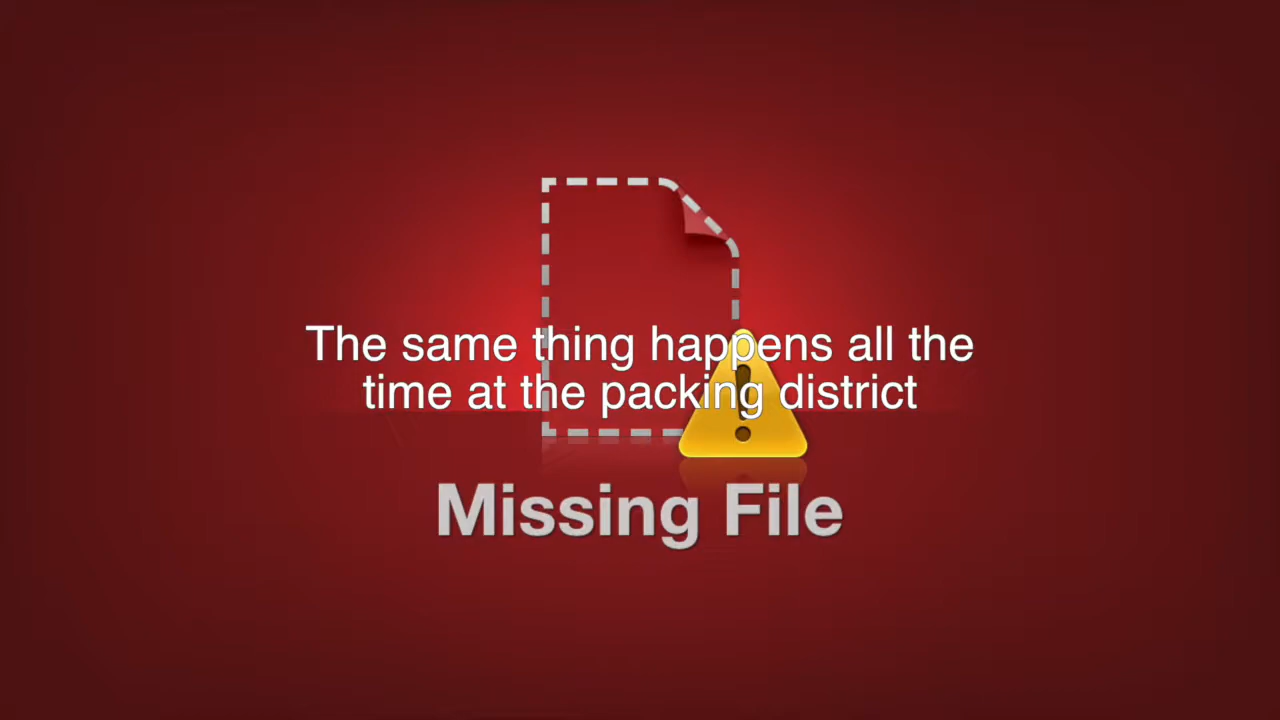 The same thing happens all the
time at the packing district
Missing File